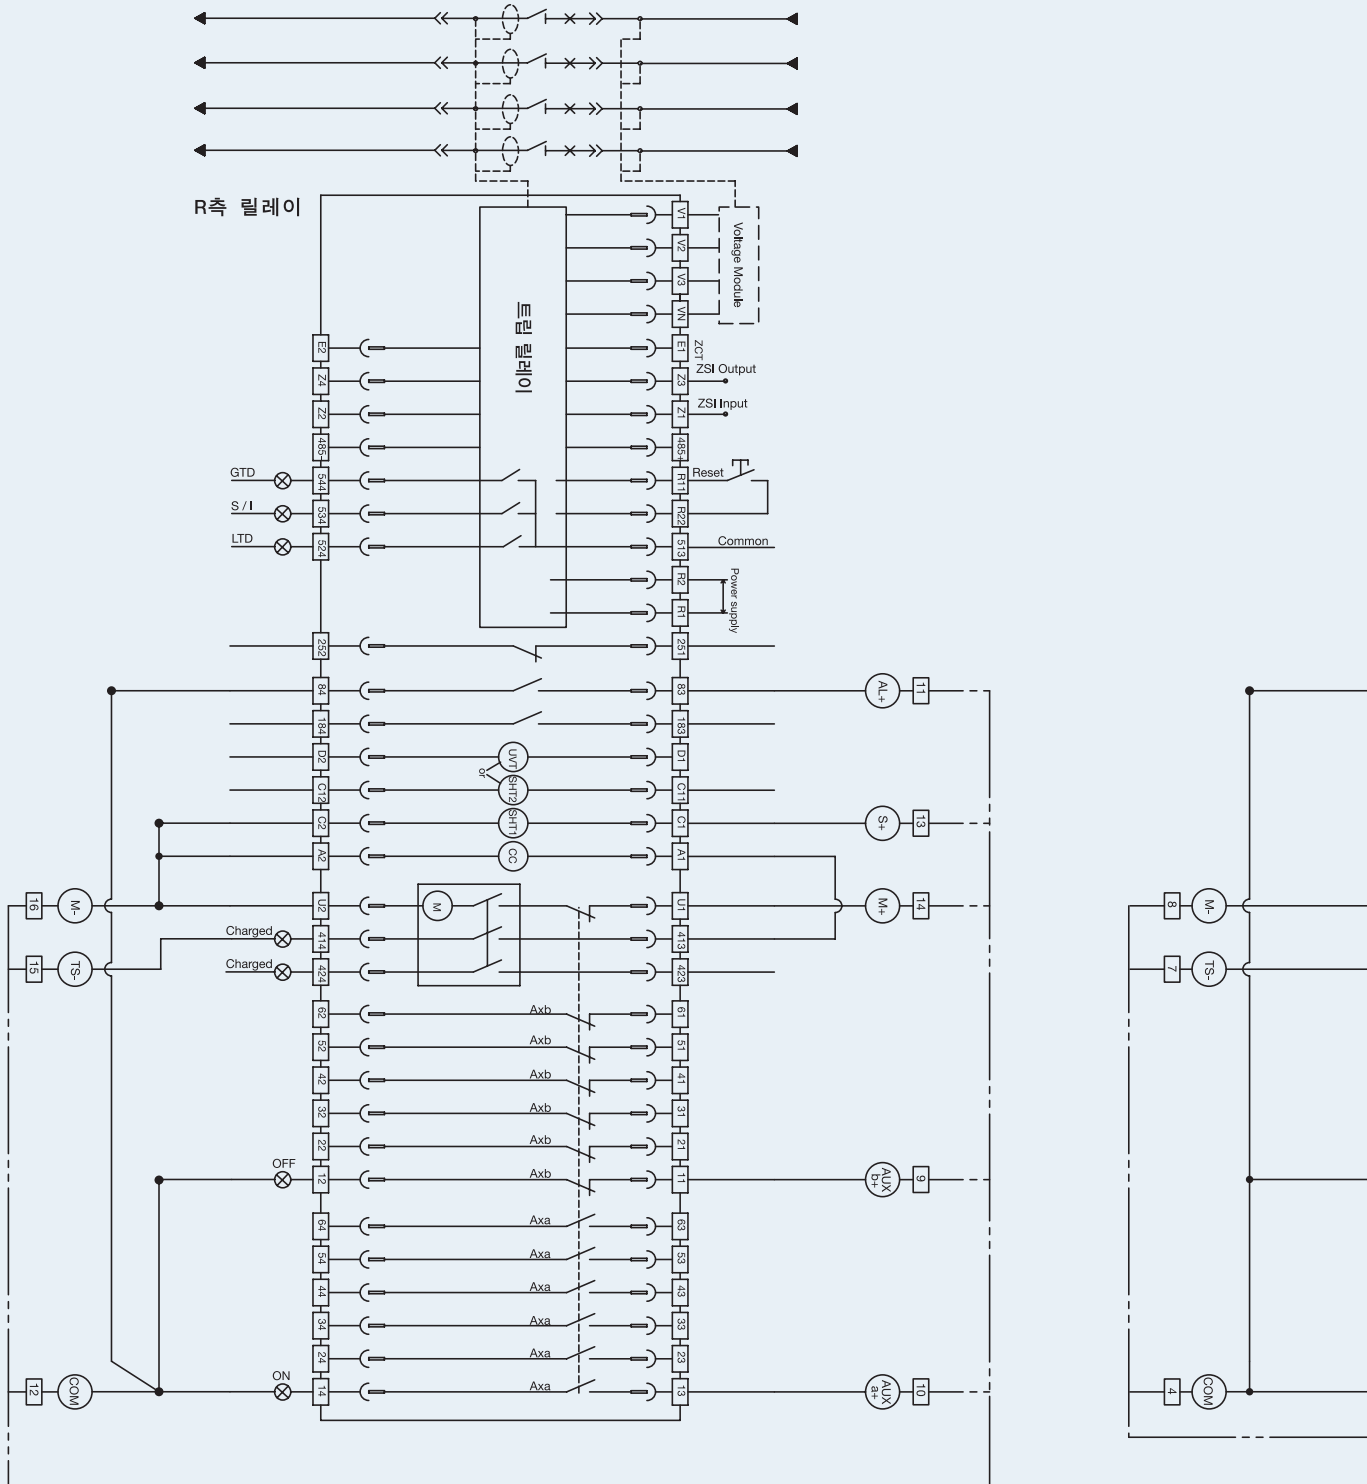 R측 릴레이
V1
V2
Voltage Module
V3
VN
트립 릴레이
E2
E1
ZCT
Z4
Z3
ZSI Output
Z2
Z1
ZSI Input
485-
485+
GTD
544
R11
Reset
S / I
534
R22
LTD
524
513
Common
R2
Power supply
R1
252
251
84
83
AL+
11
184
183
D2
UVT
D1
or
C12
SHT2
C11
C2
SHT1
C1
S+
13
A2
CC
A1
16
M-
U2
M
U1
M+
14
8
M-
Charged
414
413
15
TS-
Charged
424
423
7
TS-
62
Axb
61
52
Axb
51
42
Axb
41
32
Axb
31
22
Axb
21
OFF
12
Axb
11
AUX
b+
9
64
Axa
63
54
Axa
53
44
Axa
43
34
Axa
33
24
Axa
23
12
COM
ON
14
Axa
13
AUX
a+
10
4
COM